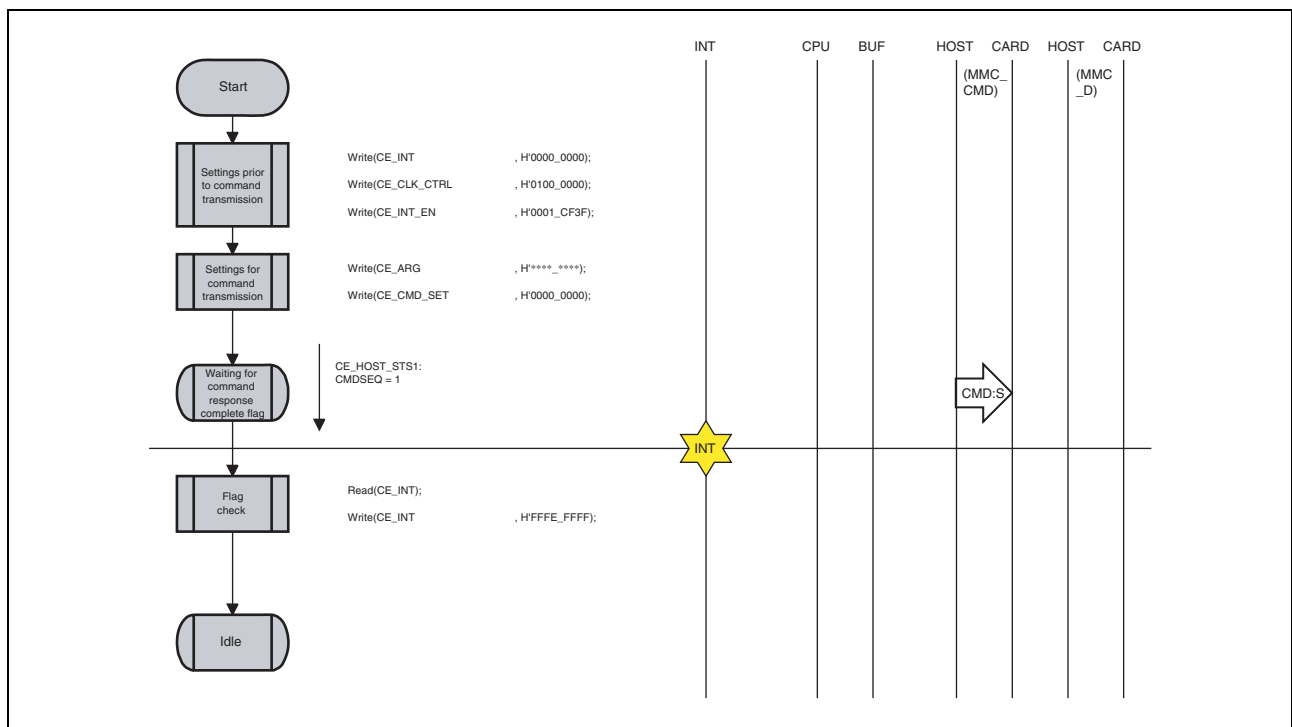 INT CPU BUF HOST CARD HOST CARD
(MMC_
CMD)
(MMC
_D)
Start
Settings prior
to command
transmission
Write(CE_INT , H'0000_0000);
Write(CE_CLK_CTRL , H'0100_0000);
Write(CE_INT_EN , H'0001_CF3F);
Settings for
command
transmission
Write(CE_ARG , H'****_****);
Write(CE_CMD_SET , H'0000_0000);
Waiting for
command
response
complete flag
CE_HOST_STS1:
CMDSEQ = 1
CMD:S
INT
Flag
check
Read(CE_INT);
Write(CE_INT , H'FFFE_FFFF);
Idle